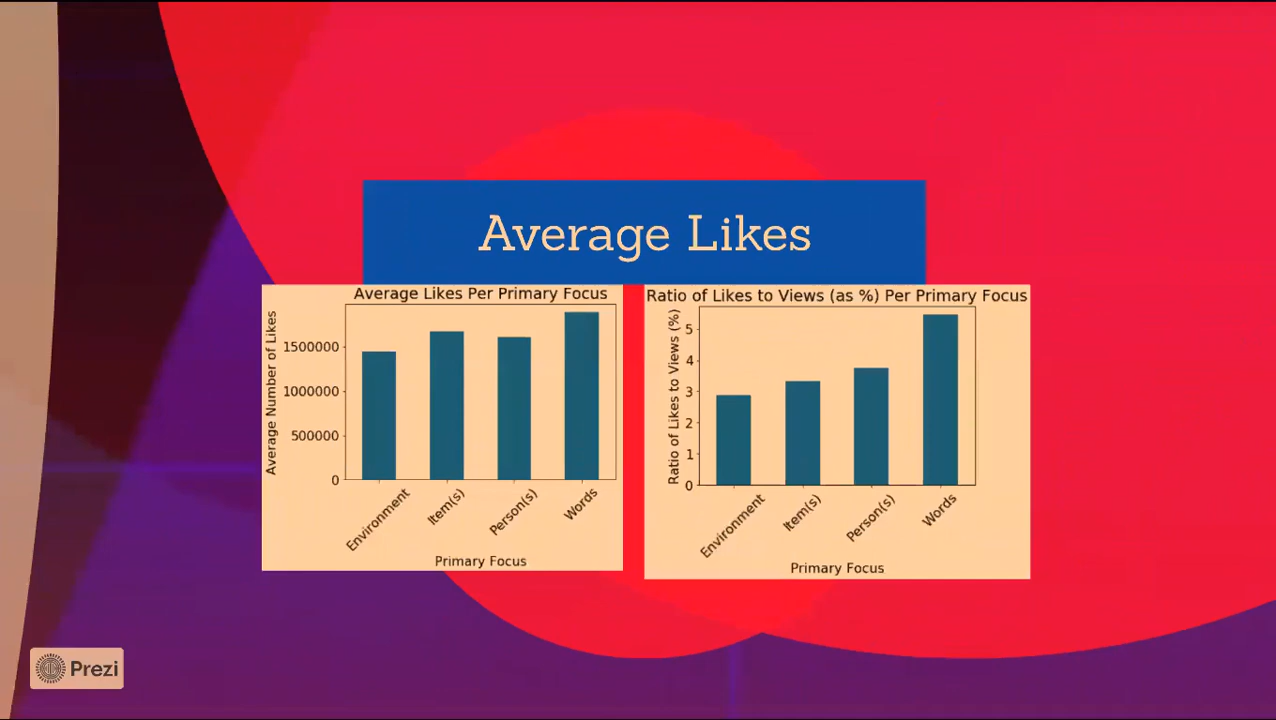 Average Likes
Average Likes Per Primary Focus
Average Number of Likes
1500000
1000000
500000
0
Environment
Item(s)
Person(s)
Words
Primary Focus
Ratio of Likes to Views (as %) Per Primary Focus
Ratio of Likes to Views (%)
5
4
3
2
1
0
Environment
Item(s)
Person(s)
Words
Primary Focus
Prezi